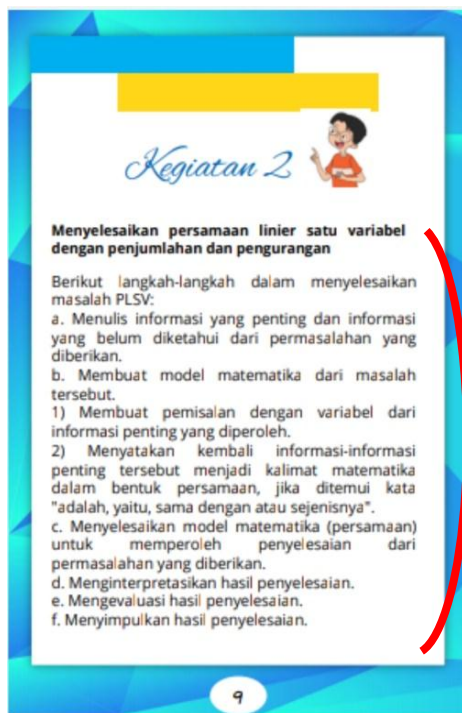 Kegiatan 2
Menyelesaikan persamaan linier satu variabel
dengan penjumlahan dan pengurangan
Berikut langkah-langkah dalam menyelesaikan
masalah PLSV:
a. Menulis informasi yang penting dan informasi
yang belum diketahui dari permasalahan yang
diberikan.
b. Membuat model matematika dari masalah
tersebut.
1) Membuat pemisalan dengan variabel dari
informasi penting yang diperoleh.
2) Menyatakan kembali informasi-informasi
penting tersebut menjadi kalimat matematika
dalam bentuk persamaan, jika ditemui kata
"adalah, yaitu, sama dengan atau sejenisnya".
c. Menyelesaikan model matematika (persamaan)
untuk memperoleh penyelesaian dari
permasalahan yang diberikan.
d. Menginterpretasikan hasil penyelesaian.
e. Mengevaluasi hasil penyelesaian.
f. Menyimpulkan hasil penyelesaian.
9